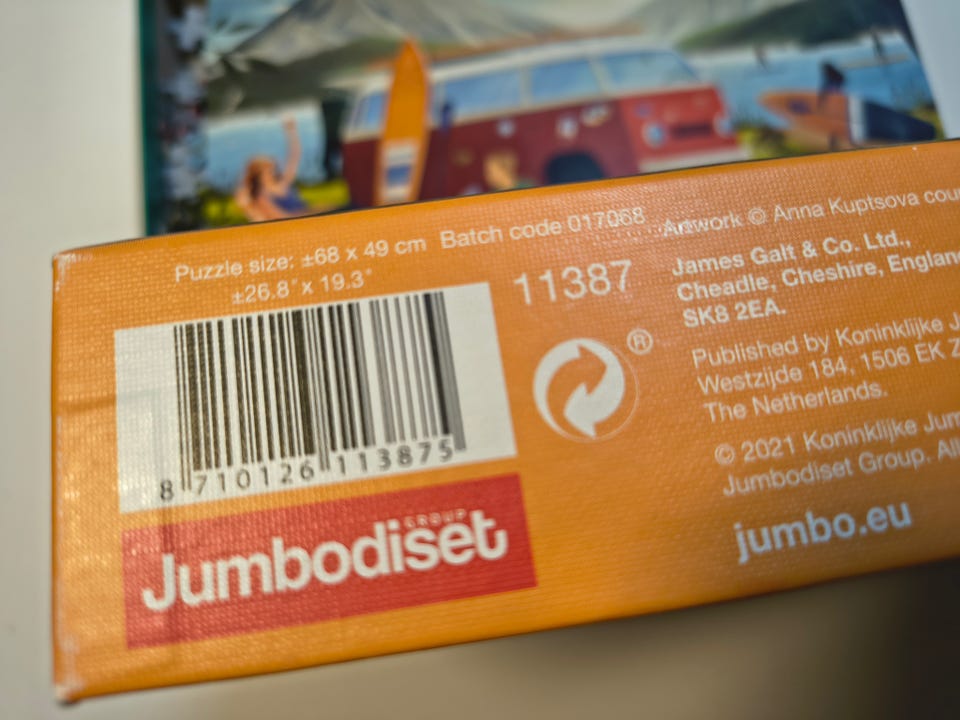 Puzzle size: ±68 x 49 cm
±26.8" x 19.3"
Batch code 017068
8 710126 113875
GROUP
Jumbodiset
11387
®
Artwork © Anna Kuptsova
James Galt & Co. Ltd.,
Cheadle, Cheshire, England
SK8 2EA.
Published by Koninklijke
Westzijde 184, 1506 EK
The Netherlands.
© 2021 Koninklijke
Jumbodiset Group.
jumbo.eu